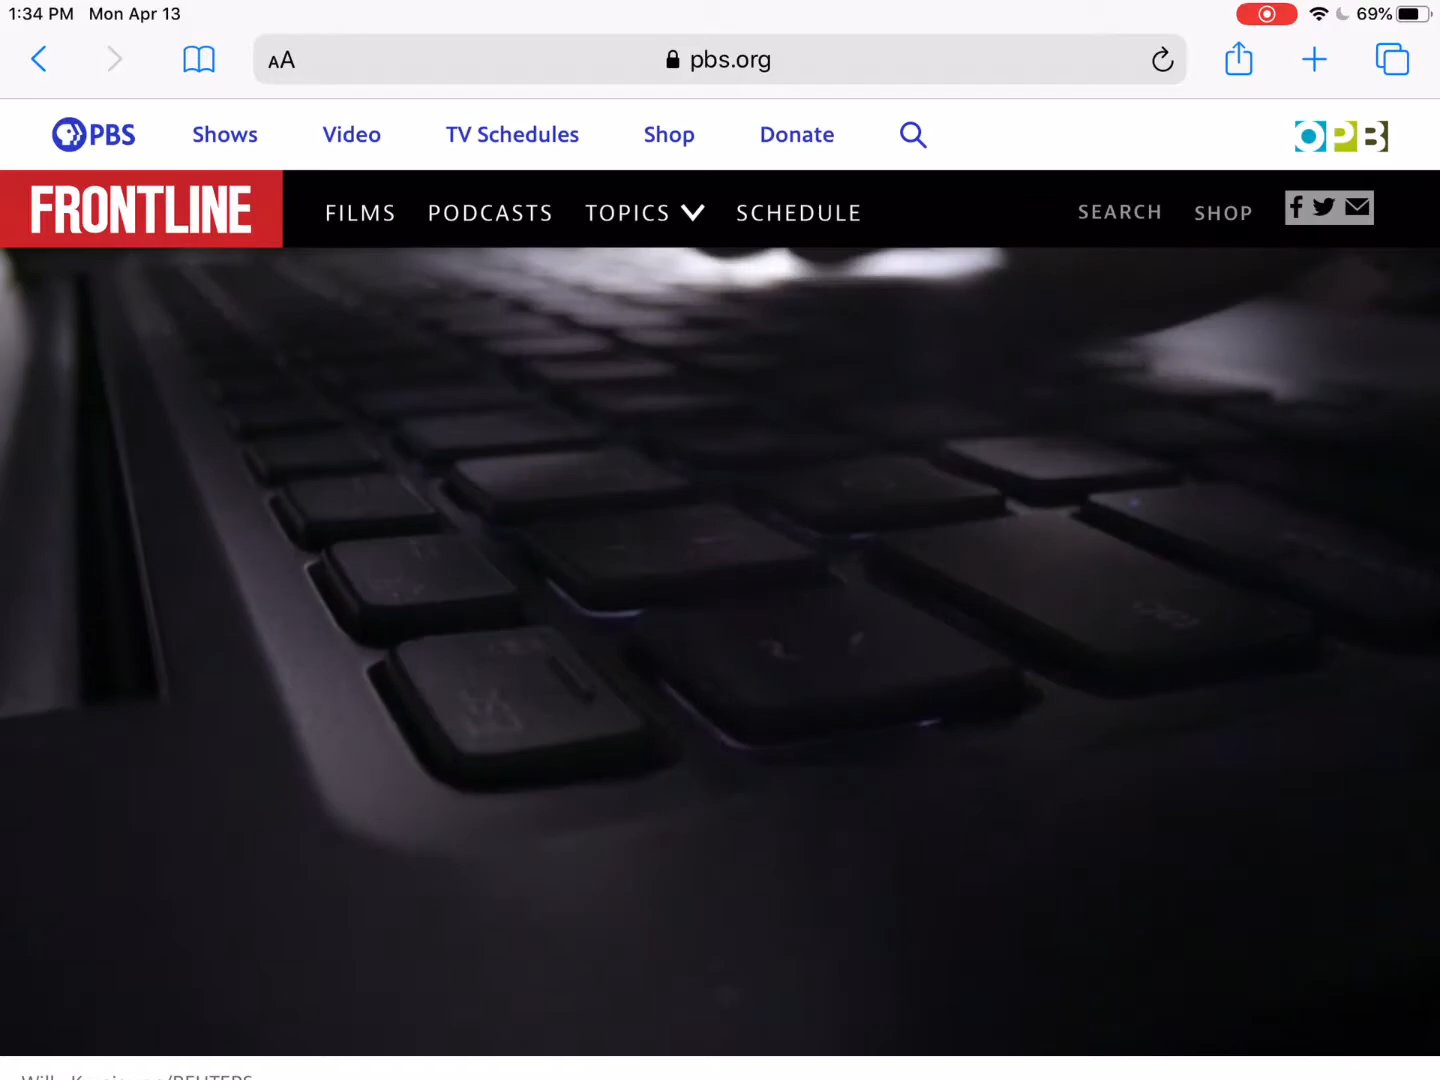 1:34 PM Mon Apr 13 69%
AA pbs.org
PBS Shows Video TV Schedules Shop Donate OPB
FRONTLINE FILMS PODCASTS TOPICS SCHEDULE SEARCH SHOP